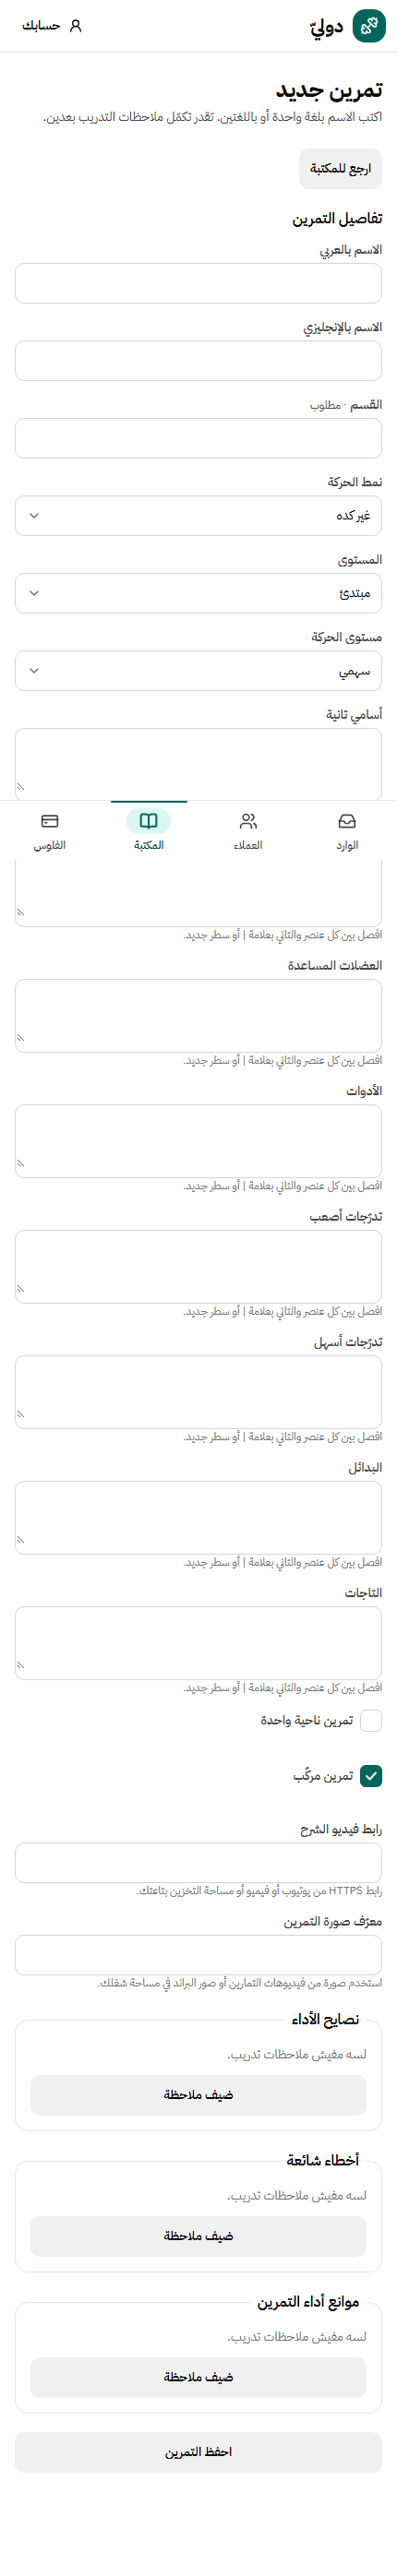 دوليّ
حسابك
تمرين جديد
اكتب الاسم بلغة واحدة أو باللغتين. تقدر تكمّل ملاحظات التدريب بعدين.
ارجع للمكتبة
تفاصيل التمرين
الاسم بالعربي
الاسم بالإنجليزي
القسم · مطلوب
نمط الحركة
غير كده
المستوى
مبتدئ
مستوى الحركة
سهمي
أسامي تانية
الوارد
العملاء
المكتبة
الفلوس
افصل بين كل عنصر والتاني بعلامة | أو سطر جديد.
العضلات المساعدة
افصل بين كل عنصر والتاني بعلامة | أو سطر جديد.
الأدوات
افصل بين كل عنصر والتاني بعلامة | أو سطر جديد.
تدرّجات أصعب
افصل بين كل عنصر والتاني بعلامة | أو سطر جديد.
تدرّجات أسهل
افصل بين كل عنصر والتاني بعلامة | أو سطر جديد.
البدائل
افصل بين كل عنصر والتاني بعلامة | أو سطر جديد.
التاجات
افصل بين كل عنصر والتاني بعلامة | أو سطر جديد.
تمرين ناحية واحدة
تمرين مركّب
رابط فيديو الشرح
رابط HTTPS من يوتيوب أو فيميو أو مساحة التخزين بتاعتك.
معرّف صورة التمرين
استخدم صورة من فيديوهات التمارين أو صور البراند في مساحة شغلك.
نصايح الأداء
لسه مفيش ملاحظات تدريب.
ضيف ملاحظة
أخطاء شائعة
لسه مفيش ملاحظات تدريب.
ضيف ملاحظة
موانع أداء التمرين
لسه مفيش ملاحظات تدريب.
ضيف ملاحظة
احفظ التمرين